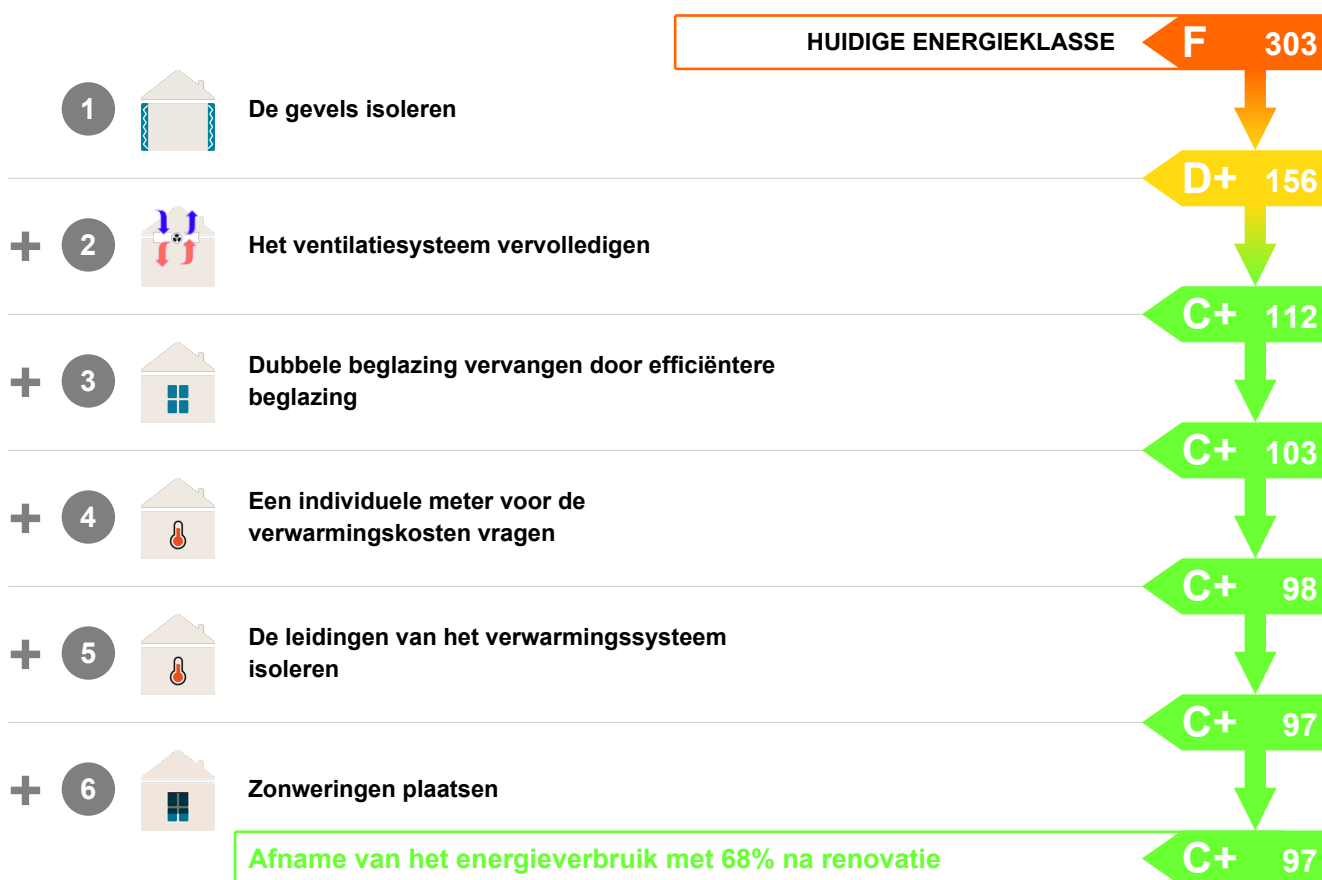 HUIDIGE ENERGIEKLASSE F 303
1 De gevels isoleren
D+ 156
+ 2 Het ventilatiesysteem vervolledigen
C+ 112
+ 3 Dubbele beglazing vervangen door efficiëntere
beglazing
C+ 103
+ 4 Een individuele meter voor de
verwarmingskosten vragen
C+ 98
+ 5 De leidingen van het verwarmingssysteem
isoleren
C+ 97
+ 6 Zonweringen plaatsen
Afname van het energieverbruik met 68% na renovatie C+ 97